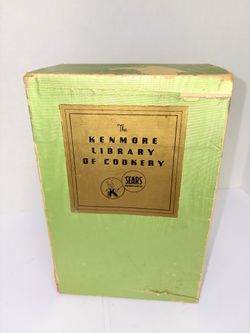 The
KENMORE
LIBRARY
OF COOKERY
K
SEARS